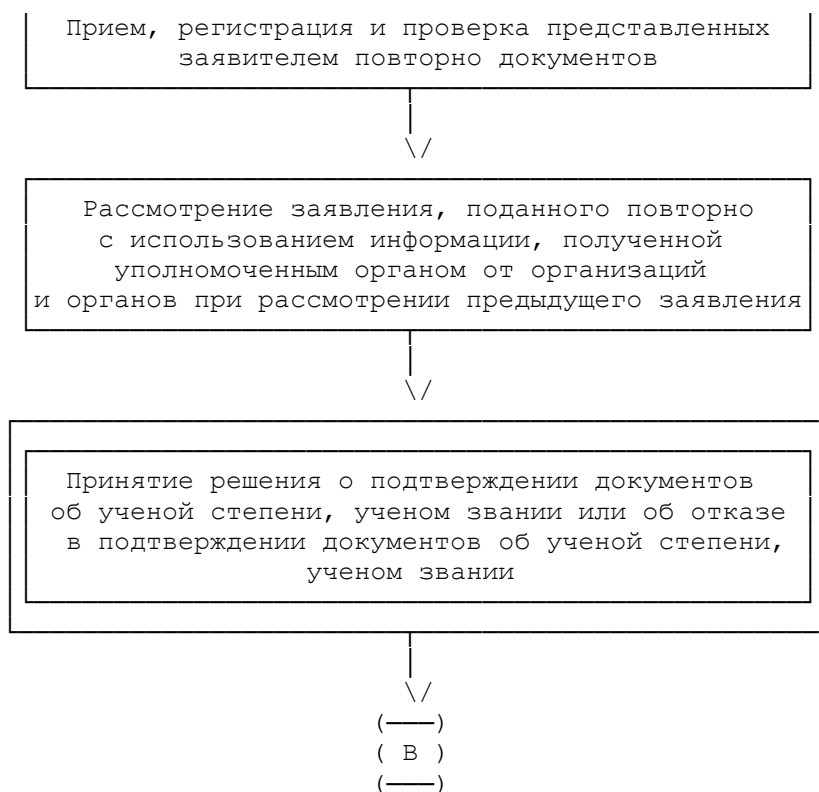 Прием, регистрация и проверка представленных
заявителем повторно документов
\/
Рассмотрение заявления, поданного повторно
с использованием информации, полученной
уполномоченным органом от организаций
и органов при рассмотрении предыдущего заявления
\/
Принятие решения о подтверждении документов
об ученой степени, ученом звании или об отказе
в подтверждении документов об ученой степени,
ученом звании
\/
(───)
( В )
(───)